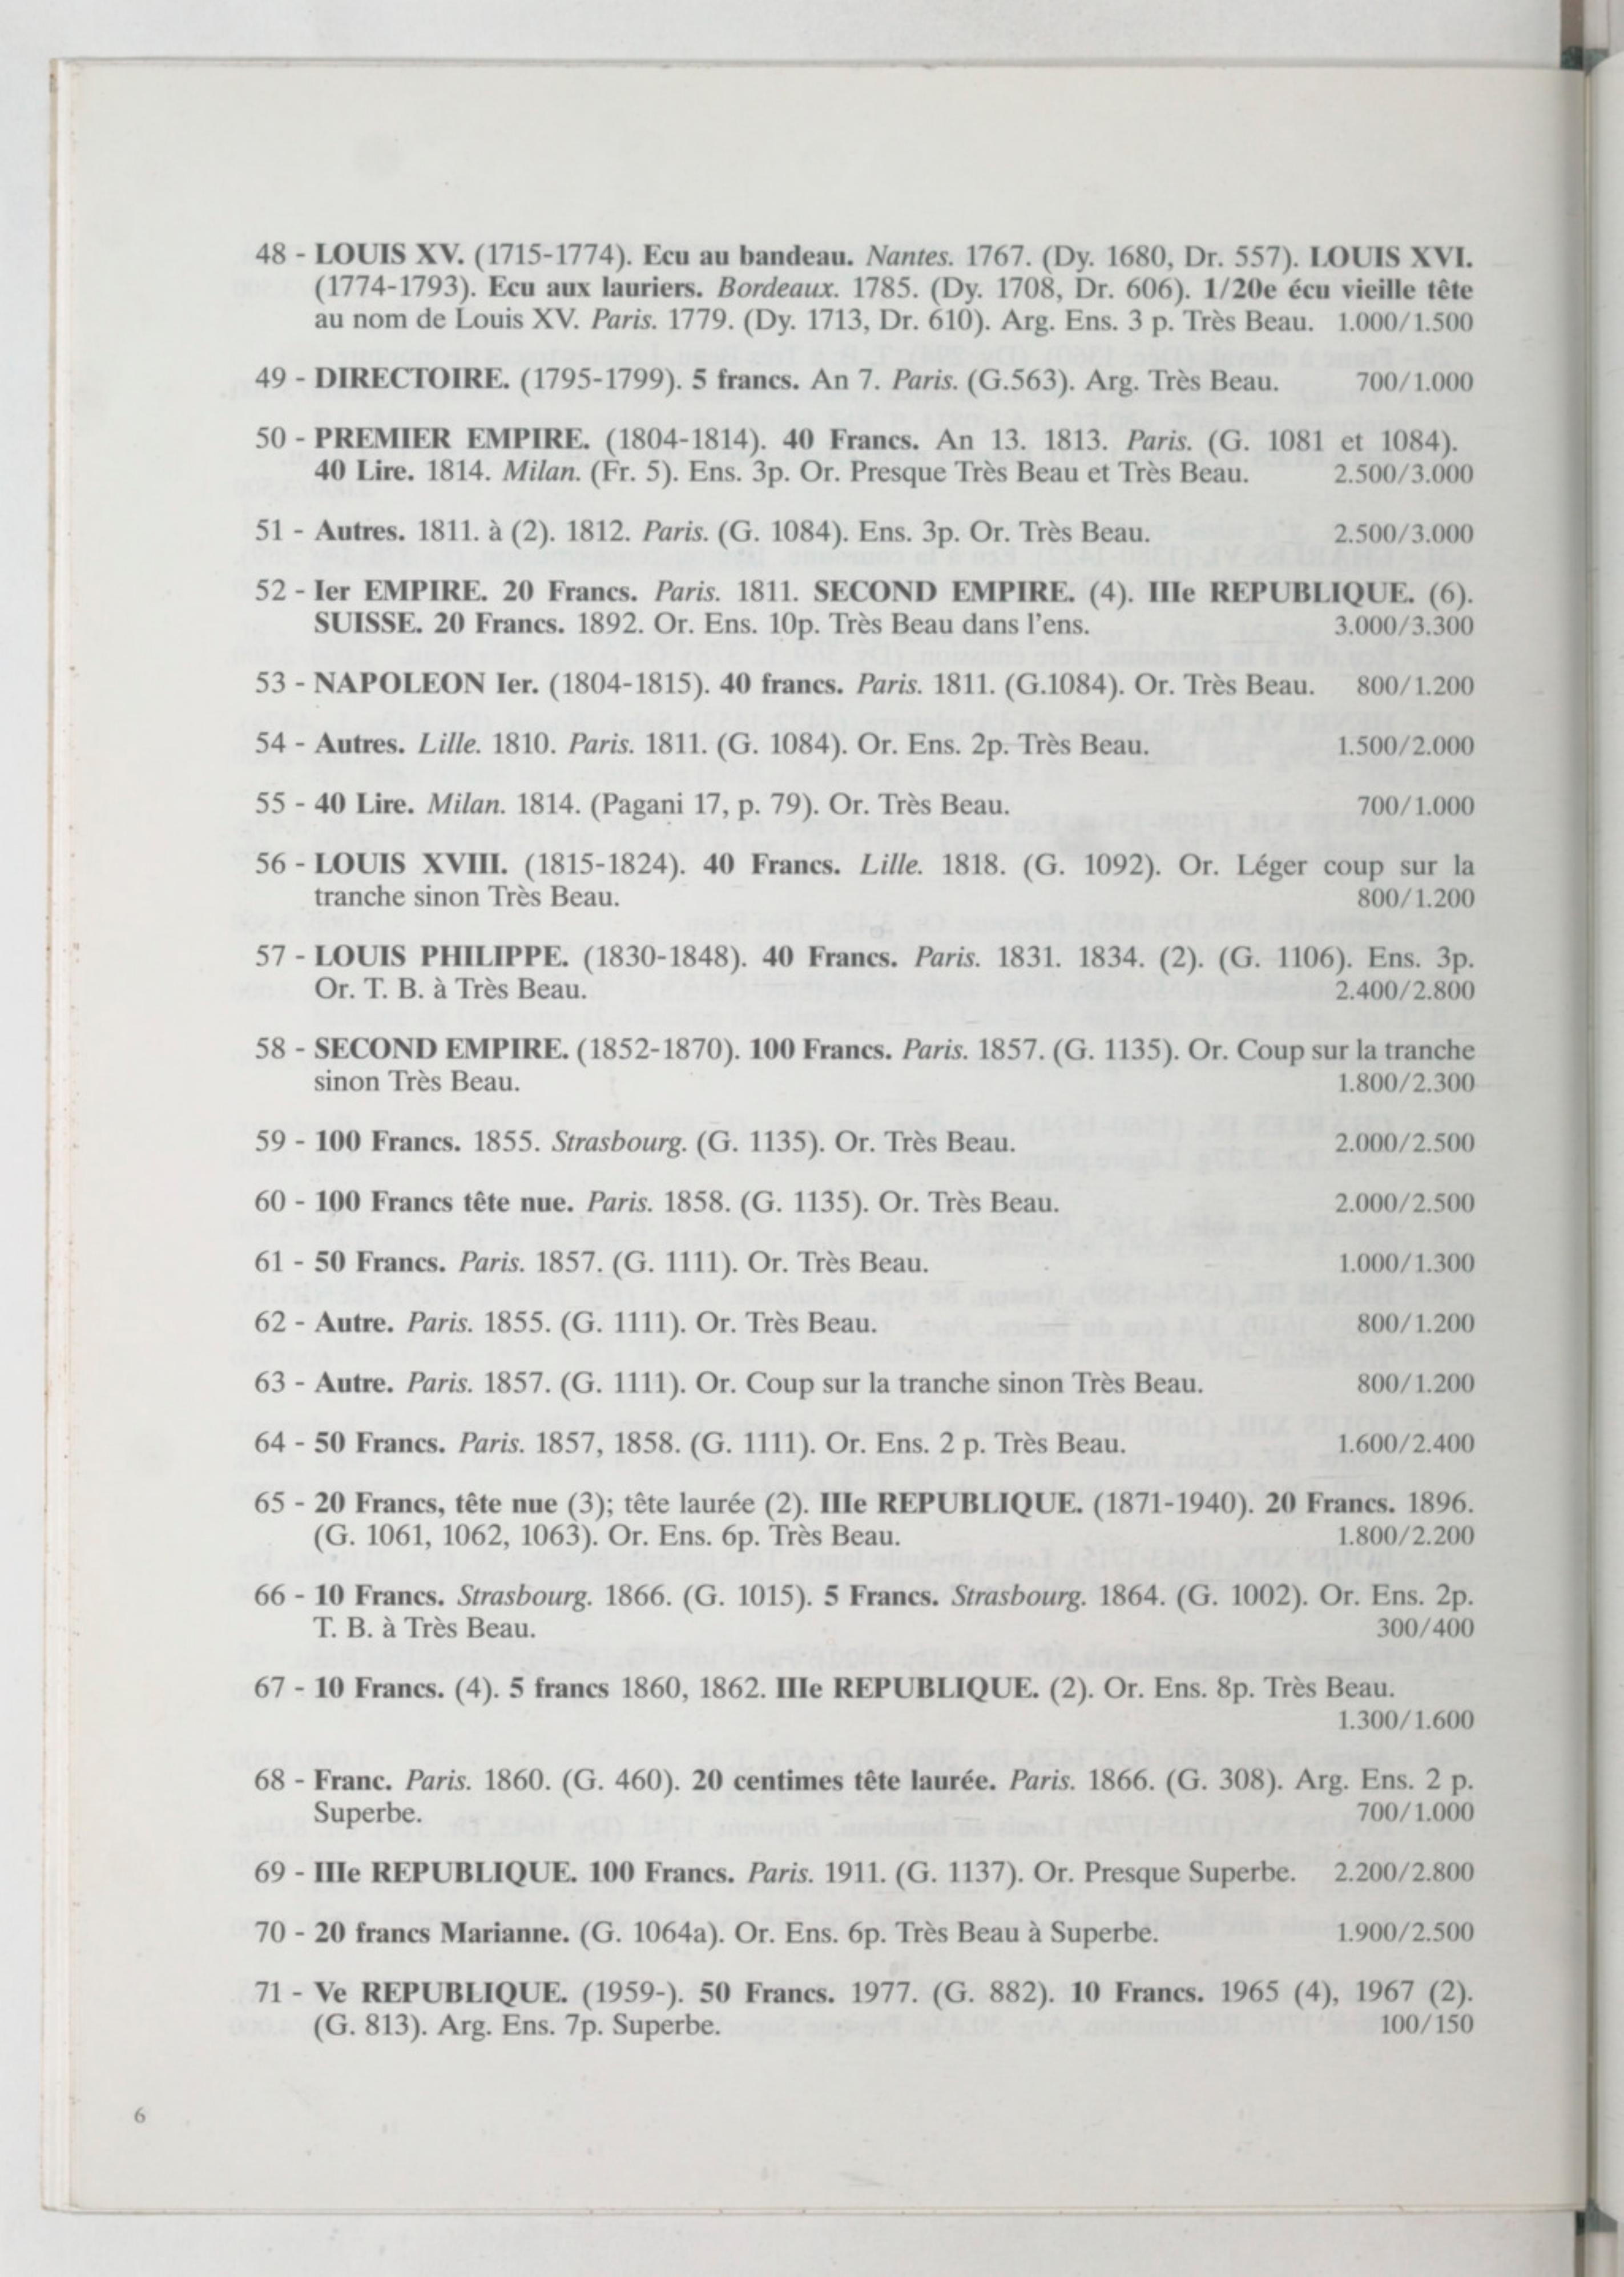 48 - LOUIS XV. (1715-1774). Ecu au bandeau. Nantes. 1767. (Dy. 1680, Dr. 557). LOUIS XVI.
(1774-1793). Ecu aux lauriers. Bordeaux. 1785. (Dy. 1708, Dr. 606). 1/20e écu vieille tête
au nom de Louis XV. Paris. 1779. (Dy. 1713, Dr. 610). Arg. Ens. 3 p. Très Beau. 1.000/1.500
49 - DIRECTOIRE. (1795-1799). 5 francs. An 7. Paris. (G.563). Arg. Très Beau. 700/1.000
50 - PREMIER EMPIRE. (1804-1814). 40 Francs. An 13. 1813. Paris. (G. 1081 et 1084).
40 Lire. 1814. Milan. (Fr. 5). Ens. 3p. Or. Presque Très Beau et Très Beau. 2.500/3.000
51 - Autres. 1811. à (2). 1812. Paris. (G. 1084). Ens. 3p. Or. Très Beau. 2.500/3.000
52 - Ier EMPIRE. 20 Francs. Paris. 1811. SECOND EMPIRE. (4). IIIe REPUBLIQUE. (6).
SUISSE. 20 Francs. 1892. Or. Ens. 10p. Très Beau dans l'ens. 3.000/3.300
53 - NAPOLEON Ier. (1804-1815). 40 francs. Paris. 1811. (G.1084). Or. Très Beau. 800/1.200
54 - Autres. Lille. 1810. Paris. 1811. (G. 1084). Or. Ens. 2p. Très Beau. 1.500/2.000
55 - 40 Lire. Milan. 1814. (Pagani 17, p. 79). Or. Très Beau. 700/1.000
56 - LOUIS XVIII. (1815-1824). 40 Francs. Lille. 1818. (G. 1092). Or. Léger coup sur la
tranche sinon Très Beau. 800/1.200
57 - LOUIS PHILIPPE. (1830-1848). 40 Francs. Paris. 1831. 1834. (2). (G. 1106). Ens. 3p.
Or. T. B. à Très Beau. 2.400/2.800
58 - SECOND EMPIRE. (1852-1870). 100 Francs. Paris. 1857. (G. 1135). Or. Coup sur la tranche
sinon Très Beau. 1.800/2.300
59 - 100 Francs. 1855. Strasbourg. (G. 1135). Or. Très Beau. 2.000/2.500
60 - 100 Francs tête nue. Paris. 1858. (G. 1135). Or. Très Beau. 2.000/2.500
61 - 50 Francs. Paris. 1857. (G. 1111). Or. Très Beau. 1.000/1.300
62 - Autre. Paris. 1855. (G. 1111). Or. Très Beau. 800/1.200
63 - Autre. Paris. 1857. (G. 1111). Or. Coup sur la tranche sinon Très Beau. 800/1.200
64 - 50 Francs. Paris. 1857, 1858. (G. 1111). Or. Ens. 2 p. Très Beau. 1.600/2.400
65 - 20 Francs, tête nue (3); tête laurée (2). IIIe REPUBLIQUE. (1871-1940). 20 Francs. 1896.
(G. 1061, 1062, 1063). Or. Ens. 6p. Très Beau. 1.800/2.200
66 - 10 Francs. Strasbourg. 1866. (G. 1015). 5 Francs. Strasbourg. 1864. (G. 1002). Or. Ens. 2p.
T. B. à Très Beau. 300/400
67 - 10 Francs. (4). 5 francs 1860, 1862. IIIe REPUBLIQUE. (2). Or. Ens. 8p. Très Beau.
1.300/1.600
68 - Franc. Paris. 1860. (G. 460). 20 centimes tête laurée. Paris. 1866. (G. 308). Arg. Ens. 2 p.
Superbe. 700/1.000
69 - IIIe REPUBLIQUE. 100 Francs. Paris. 1911. (G. 1137). Or. Presque Superbe. 2.200/2.800
70 - 20 francs Marianne. (G. 1064a). Or. Ens. 6p. Très Beau à Superbe. 1.900/2.500
71 - Ve REPUBLIQUE. (1959-). 50 Francs. 1977. (G. 882). 10 Francs. 1965 (4), 1967 (2).
(G. 813). Arg. Ens. 7p. Superbe. 100/150
6